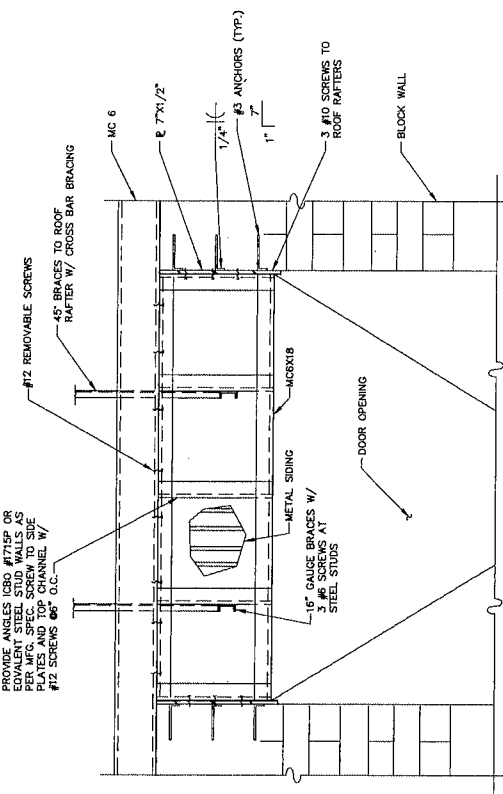 PROVIDE ANGLES ICBO #1715P OR
EQVALENT STEEL STUD WALLS AS
PER MFG. SPEC. SCREW TO SIDE
PLATES AND TOP CHANNEL W/
#12 SCREWS @6" O.C.
#12 REMOVABLE SCREWS
45° BRACES TO ROOF
RAFTER W/ CROSS BAR BRACING
MC 6
7"X1/2"
1/4"
#3 ANCHORS (TYP.)
1"
7"
3 #10 SCREWS TO
ROOF RAFTERS
BLOCK WALL
MC6X18
METAL SIDING
16" GAUGE BRACES W/
3 #6 SCREWS AT
STEEL STUDS
DOOR OPENING